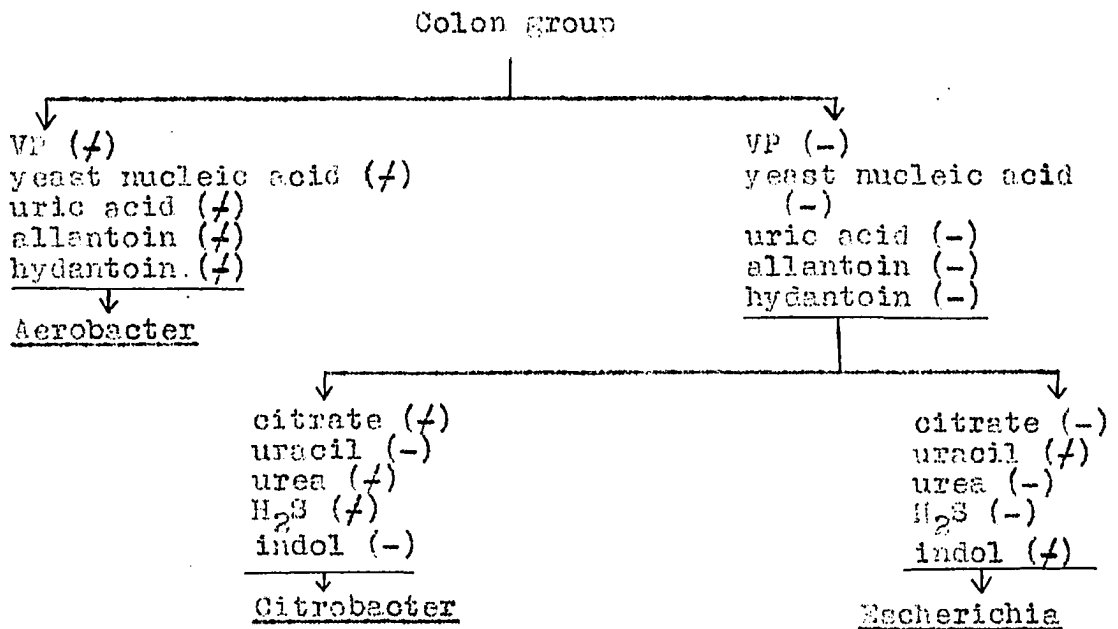 Colon group
VP (+)
yeast nucleic acid (+)
uric acid (+)
allantoin (+)
hydantoin (+)
Aerobacter
VP (-)
yeast nucleic acid
(-)
uric acid (-)
allantoin (-)
hydantoin (-)
citrate (+)
uracil (-)
urea (+)
H₂S (+)
indol (-)
Citrobacter
citrate (-)
uracil (+)
urea (-)
H₂S (-)
indol (+)
Escherichia